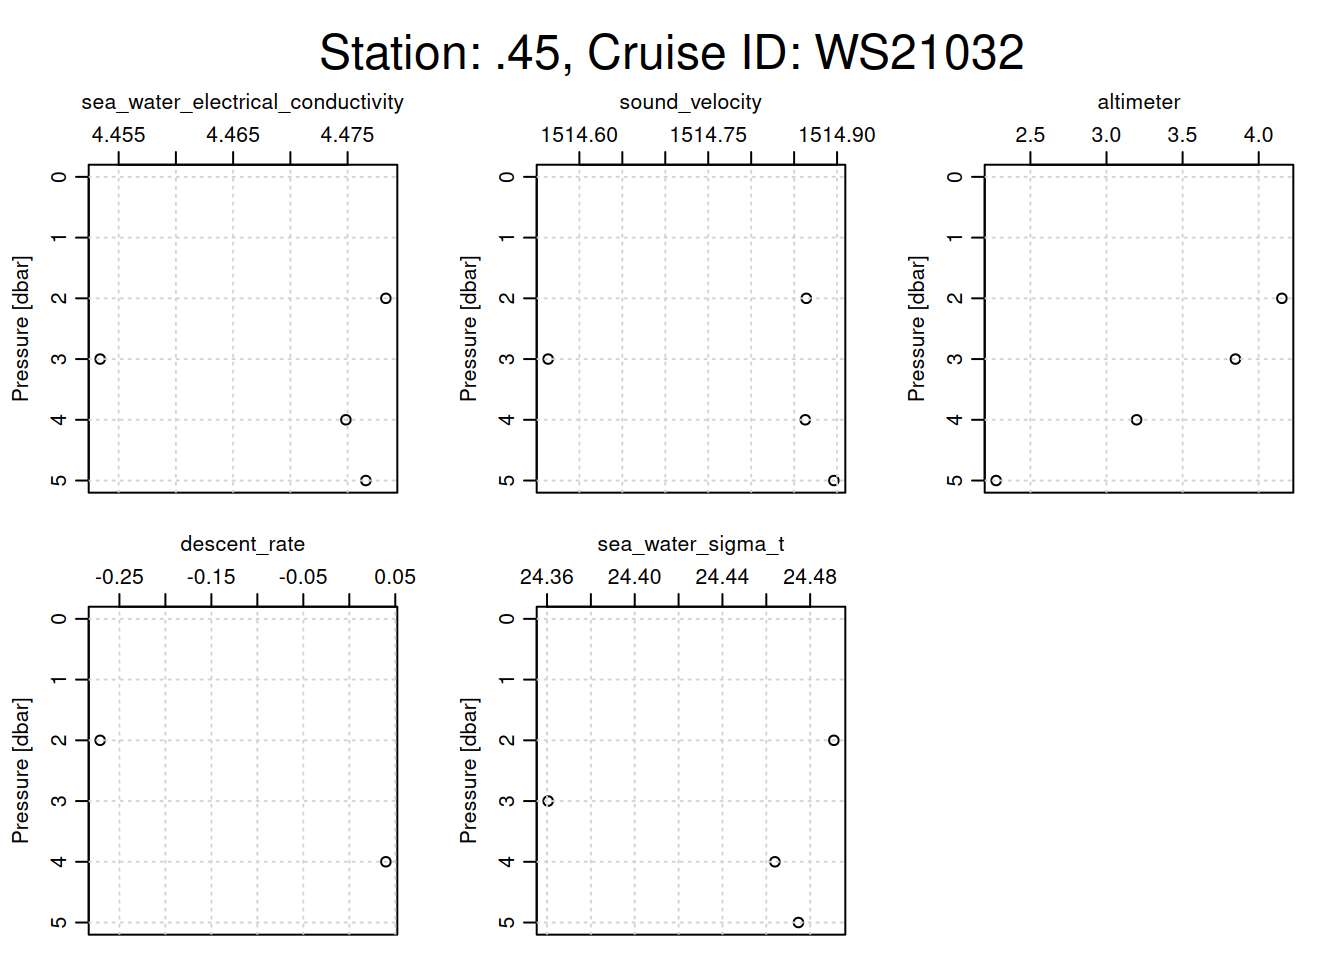 Station: .45, Cruise ID: WS21032
sea_water_electrical_conductivity
4.455 4.465 4.475
0
1
2
3
4
5
Pressure [dbar]
sound_velocity
1514.60 1514.75 1514.90
0
1
2
3
4
5
Pressure [dbar]
altimeter
2.5 3.0 3.5 4.0
0
1
2
3
4
5
Pressure [dbar]
descent_rate
-0.25 -0.15 -0.05 0.05
0
1
2
3
4
5
Pressure [dbar]
sea_water_sigma_t
24.36 24.40 24.44 24.48
0
1
2
3
4
5
Pressure [dbar]